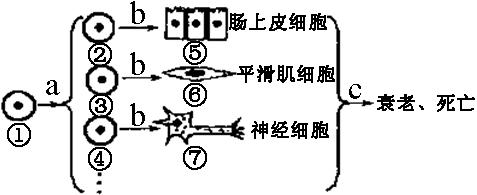 b
肠上皮细胞
② ⑤
a b
平滑肌细胞
① ③ ⑥
c
衰老、死亡
b
神经细胞
④ ⑦
⋮